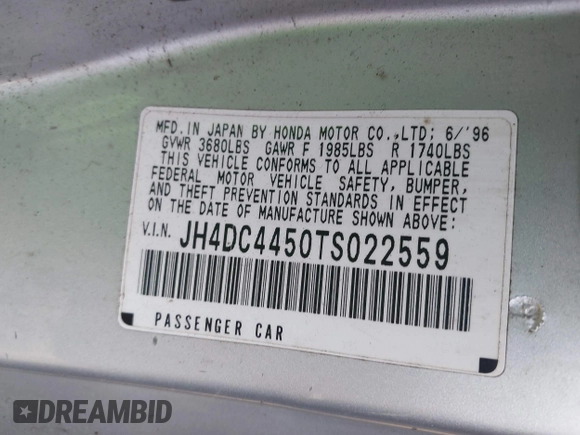 MFD. IN JAPAN BY HONDA MOTOR CO.,LTD; 6/'96
GVWR 3680LBS GAWR F 1985LBS R 1740LBS
THIS VEHICLE CONFORMS TO ALL APPLICABLE
FEDERAL MOTOR VEHICLE SAFETY, BUMPER,
AND THEFT PREVENTION STANDARDS IN EFFECT
ON THE DATE OF MANUFACTURE SHOWN ABOVE:
V.I.N. JH4DC4450TS022559
PASSENGER CAR
DREAMBID